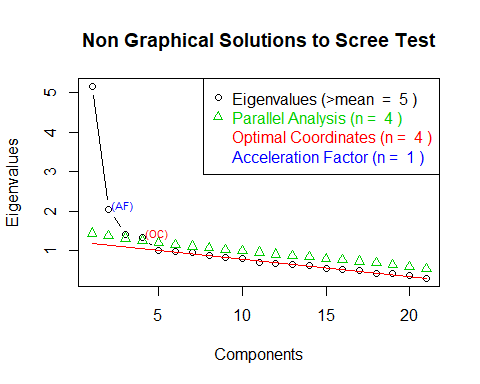 Non Graphical Solutions to Scree Test
Eigenvalues (>mean = 5 )
Parallel Analysis (n = 4 )
Optimal Coordinates (n = 4 )
Acceleration Factor (n = 1 )
(AF)
(OC)
Eigenvalues
5
4
3
2
1
5
10
15
20
Components